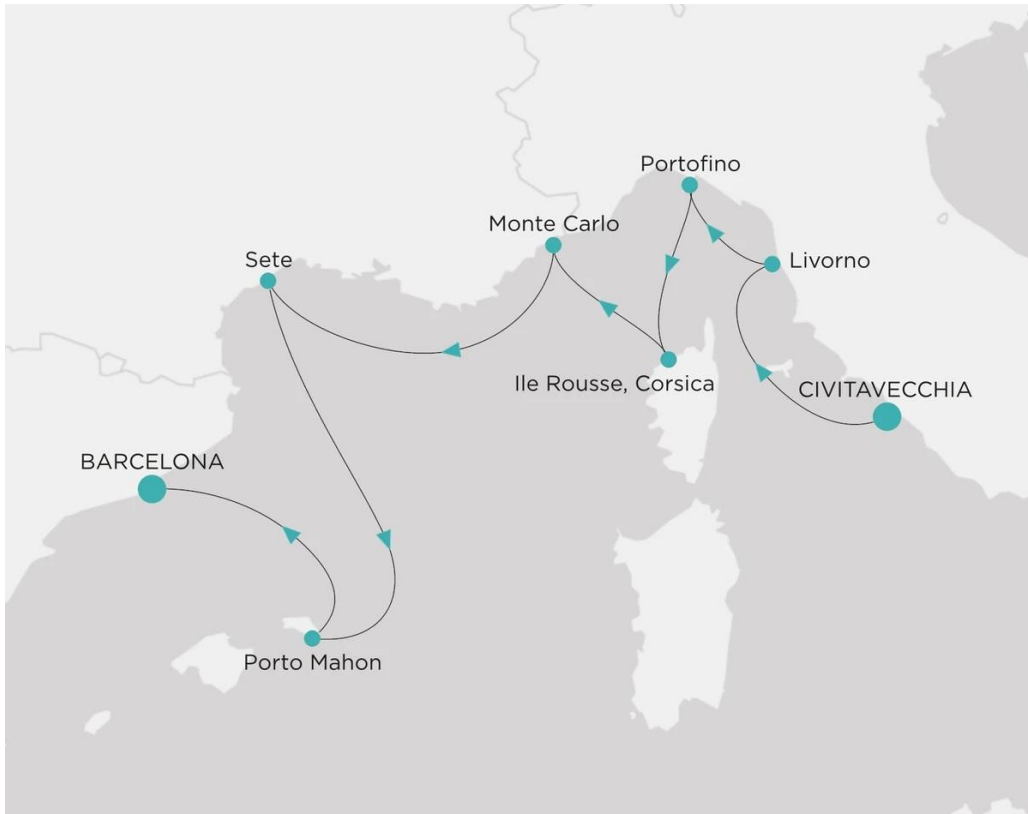 Portofino
Monte Carlo
Sete
Livorno
Ile Rousse, Corsica
CIVITAVECCHIA
BARCELONA
Porto Mahon